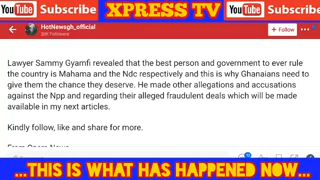 YouTube Subscribe XPRESS TV YouTube Subscribe
HotNewsgh_official
Followers
+ Follow
Lawyer Sammy Gyamfi revealed that the best person and government to ever rule
the country is Mahama and the Ndc respectively and this is why Ghanaians need
to give them the chance they deserve. He made other allegations and accusations
against the Npp and regarding their alleged fraudulent deals which will be made
available in my next articles.
Kindly follow, like and share for more.
...THIS IS WHAT HAS HAPPENED NOW...